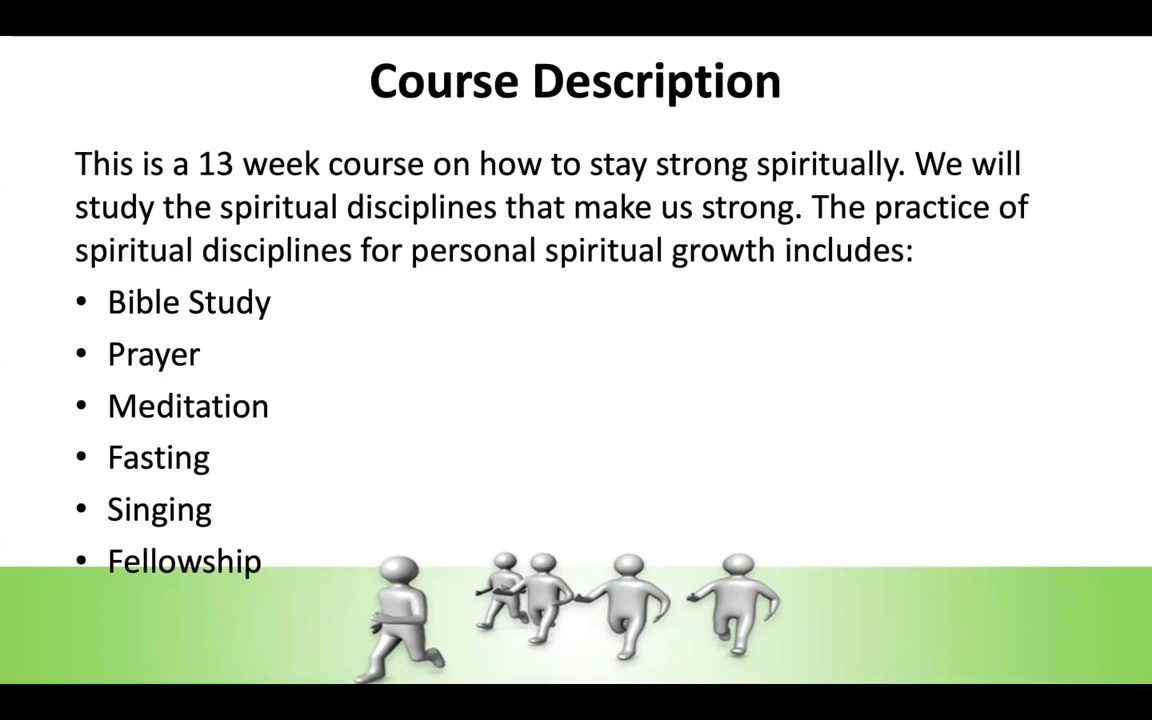 Course Description
This is a 13 week course on how to stay strong spiritually. We will
study the spiritual disciplines that make us strong. The practice of
spiritual disciplines for personal spiritual growth includes:
• Bible Study
• Prayer
• Meditation
• Fasting
• Singing
• Fellowship